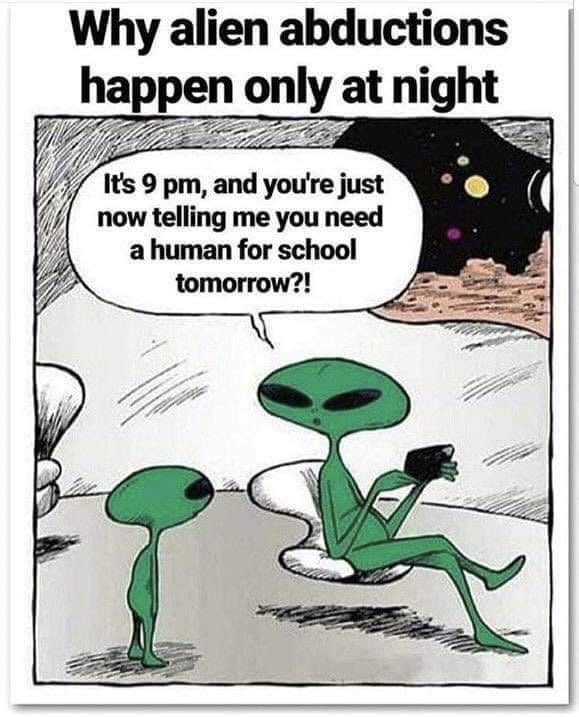 Why alien abductions
happen only at night
It's 9 pm, and you're just
now telling me you need
a human for school
tomorrow?!